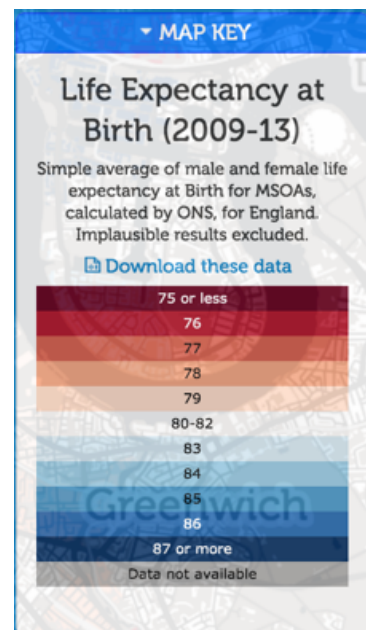 MAP KEY
Life Expectancy at
Birth (2009-13)
Simple average of male and female life
expectancy at Birth for MSOAs,
calculated by ONS, for England.
Implausible results excluded.
Download these data
75 or less
76
77
78
79
80-82
83
84
85
Greenwich
86
87 or more
Data not available